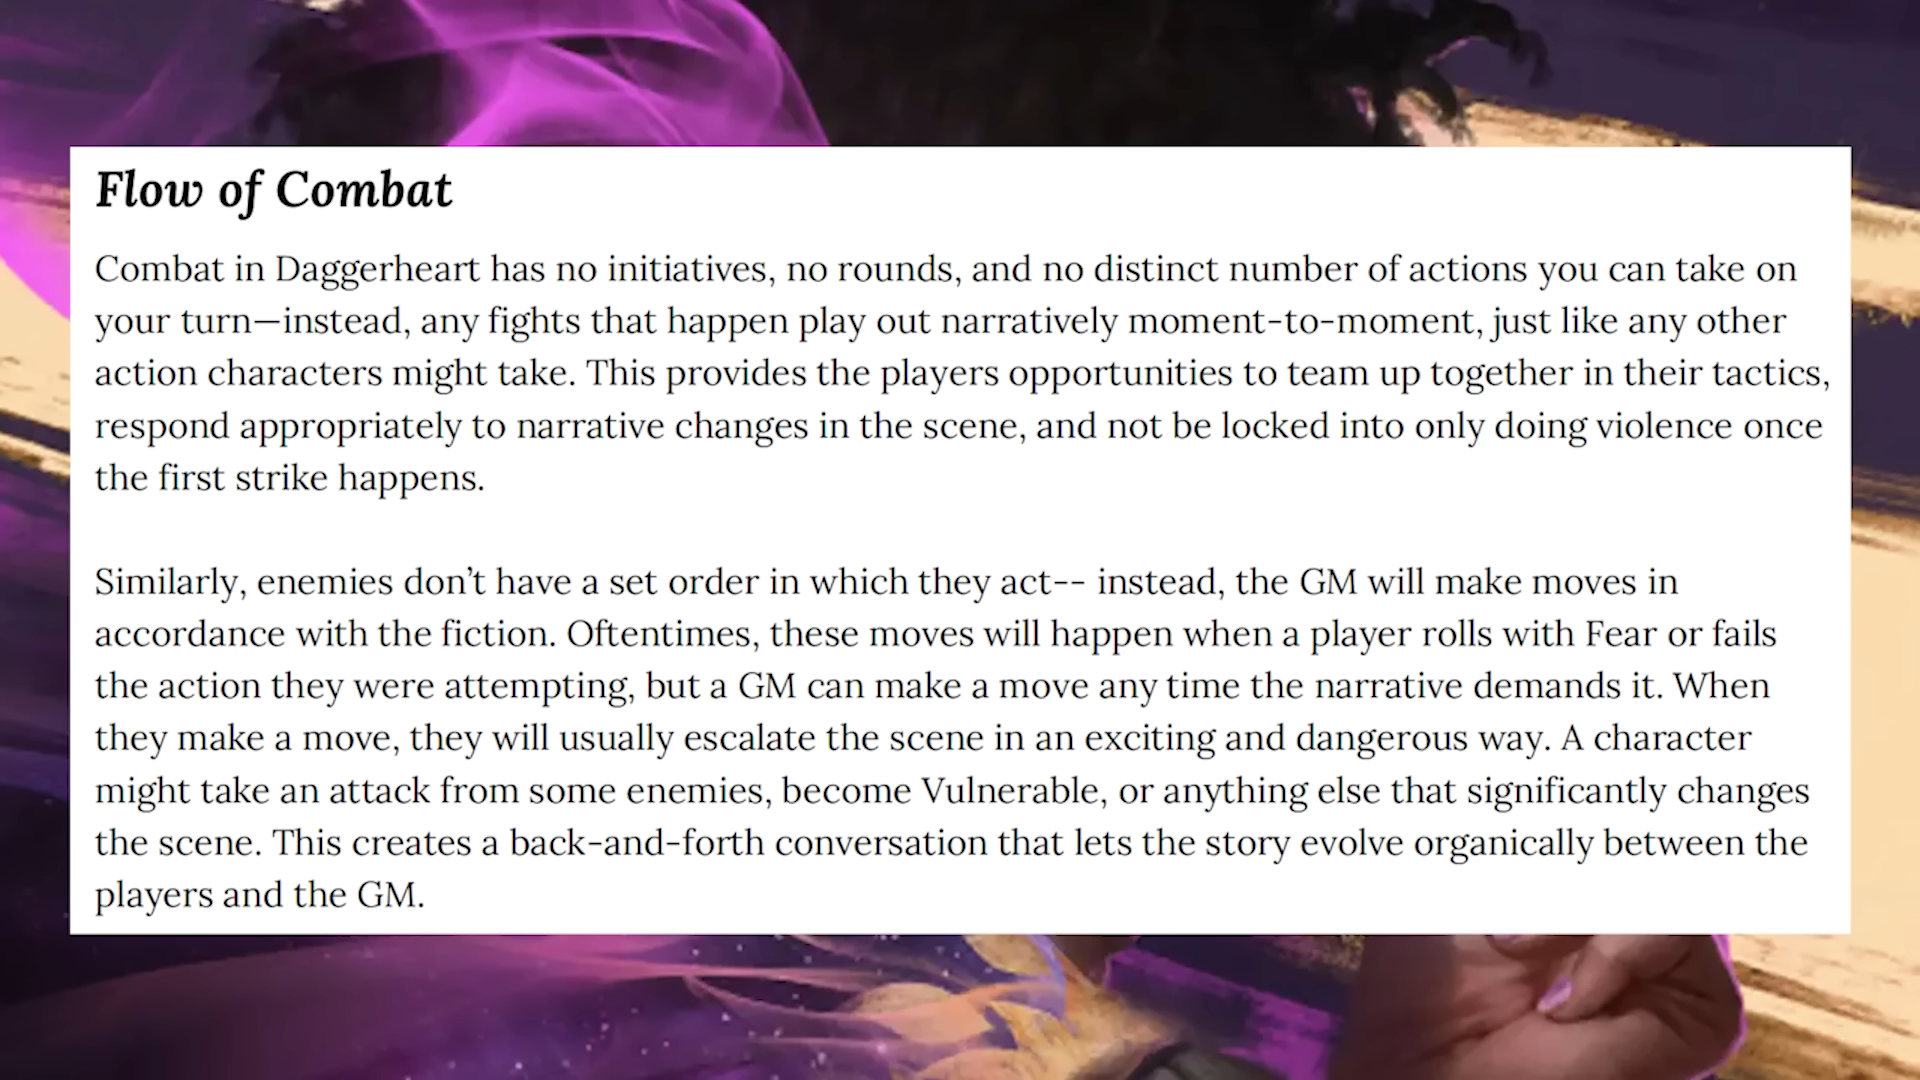 Flow of Combat
Combat in Daggerheart has no initiatives, no rounds, and no distinct number of actions you can take on
your turn—instead, any fights that happen play out narratively moment-to-moment, just like any other
action characters might take. This provides the players opportunities to team up together in their tactics,
respond appropriately to narrative changes in the scene, and not be locked into only doing violence once
the first strike happens.
Similarly, enemies don’t have a set order in which they act-- instead, the GM will make moves in
accordance with the fiction. Oftentimes, these moves will happen when a player rolls with Fear or fails
the action they were attempting, but a GM can make a move any time the narrative demands it. When
they make a move, they will usually escalate the scene in an exciting and dangerous way. A character
might take an attack from some enemies, become Vulnerable, or anything else that significantly changes
the scene. This creates a back-and-forth conversation that lets the story evolve organically between the
players and the GM.